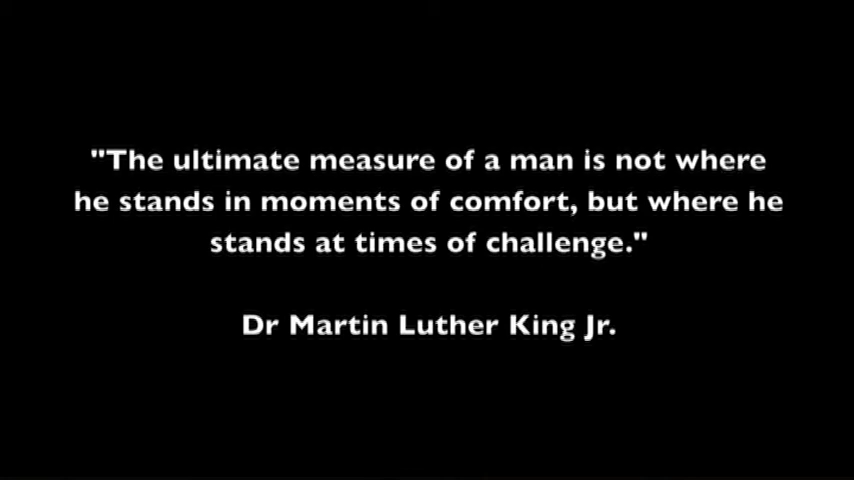 "The ultimate measure of a man is not where
he stands in moments of comfort, but where he
stands at times of challenge."
Dr Martin Luther King Jr.